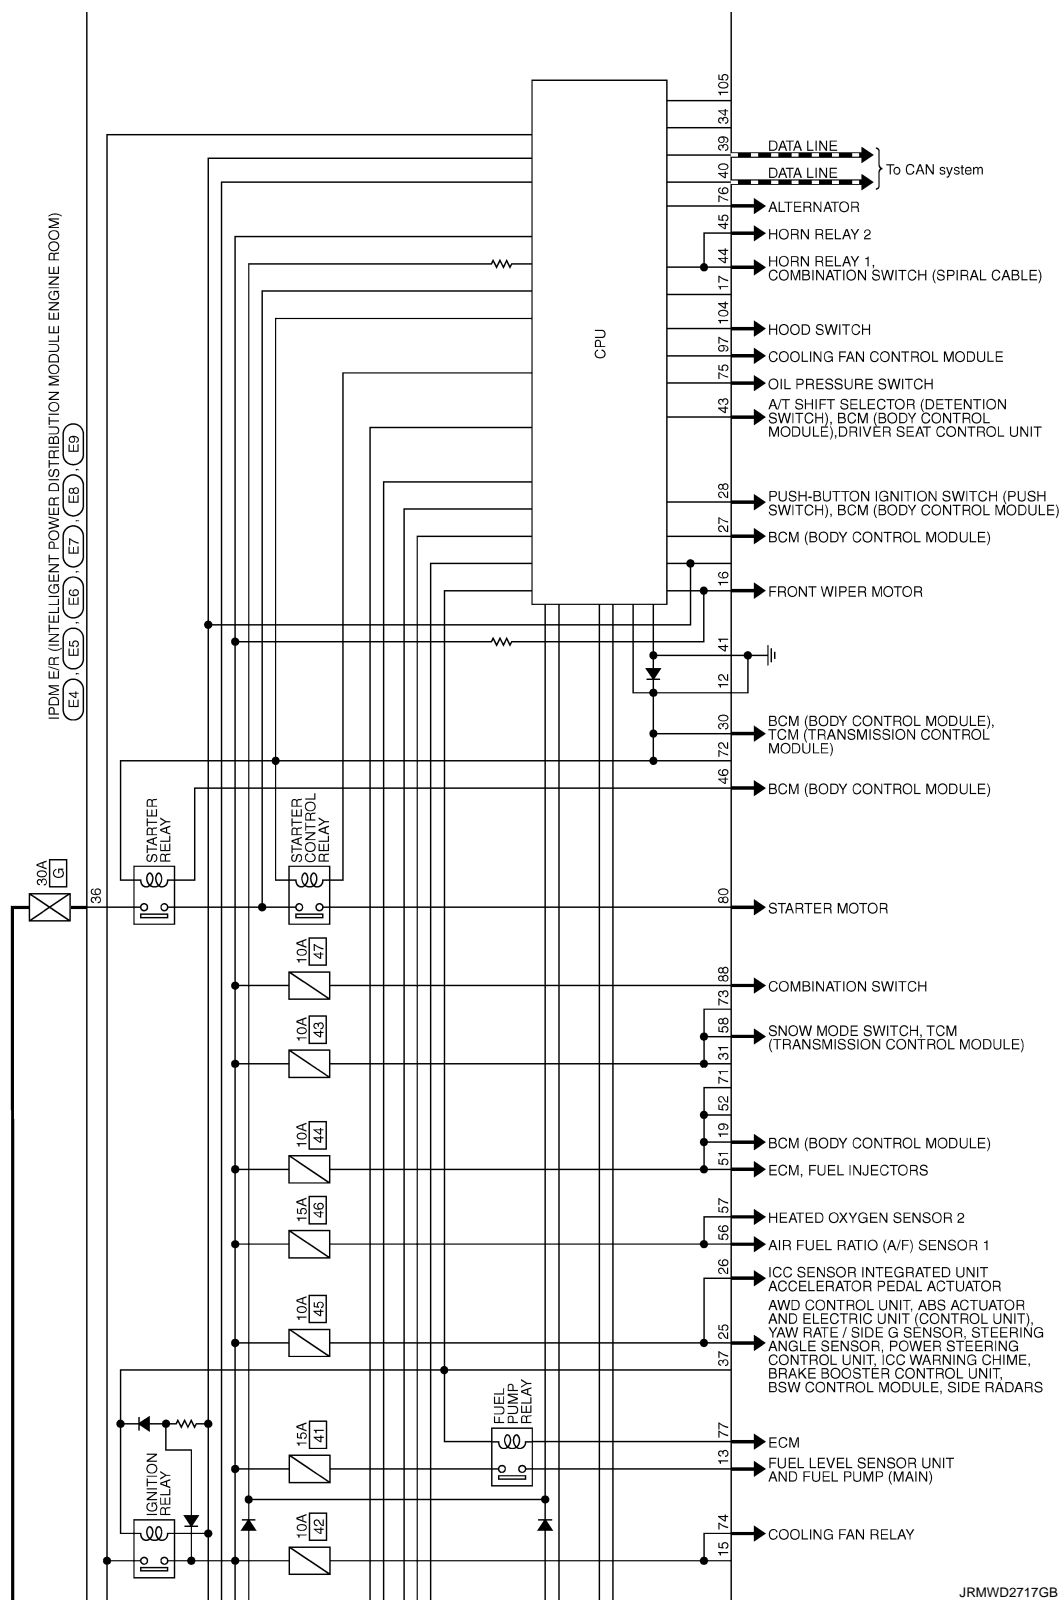 105
34
39
DATA LINE
40
DATA LINE
To CAN system
76
ALTERNATOR
45
HORN RELAY 2
44
HORN RELAY 1,
COMBINATION SWITCH (SPIRAL CABLE)
17
104
HOOD SWITCH
97
COOLING FAN CONTROL MODULE
75
OIL PRESSURE SWITCH
43
A/T SHIFT SELECTOR (DETENTION
SWITCH), BCM (BODY CONTROL
MODULE),DRIVER SEAT CONTROL UNIT
CPU
28
PUSH-BUTTON IGNITION SWITCH (PUSH
SWITCH), BCM (BODY CONTROL MODULE)
27
BCM (BODY CONTROL MODULE)
16
FRONT WIPER MOTOR
41
12
IPDM E/R (INTELLIGENT POWER DISTRIBUTION MODULE ENGINE ROOM)
E4 , E5 , E6 , E7 , E8 , E9
30
BCM (BODY CONTROL MODULE),
TCM (TRANSMISSION CONTROL
MODULE)
72
46
BCM (BODY CONTROL MODULE)
STARTER
RELAY
STARTER
CONTROL
RELAY
30A
G
36
80
STARTER MOTOR
10A
47
88
COMBINATION SWITCH
73
10A
43
58
SNOW MODE SWITCH, TCM
(TRANSMISSION CONTROL MODULE)
31
71
52
10A
44
19
BCM (BODY CONTROL MODULE)
51
ECM, FUEL INJECTORS
15A
46
57
HEATED OXYGEN SENSOR 2
56
AIR FUEL RATIO (A/F) SENSOR 1
26
ICC SENSOR INTEGRATED UNIT
ACCELERATOR PEDAL ACTUATOR
10A
45
25
AWD CONTROL UNIT, ABS ACTUATOR
AND ELECTRIC UNIT (CONTROL UNIT),
YAW RATE / SIDE G SENSOR, STEERING
ANGLE SENSOR, POWER STEERING
CONTROL UNIT, ICC WARNING CHIME,
BRAKE BOOSTER CONTROL UNIT,
BSW CONTROL MODULE, SIDE RADARS
37
FUEL
PUMP
RELAY
15A
41
77
ECM
13
FUEL LEVEL SENSOR UNIT
AND FUEL PUMP (MAIN)
IGNITION
RELAY
10A
42
74
COOLING FAN RELAY
15
JRMWD2717GB